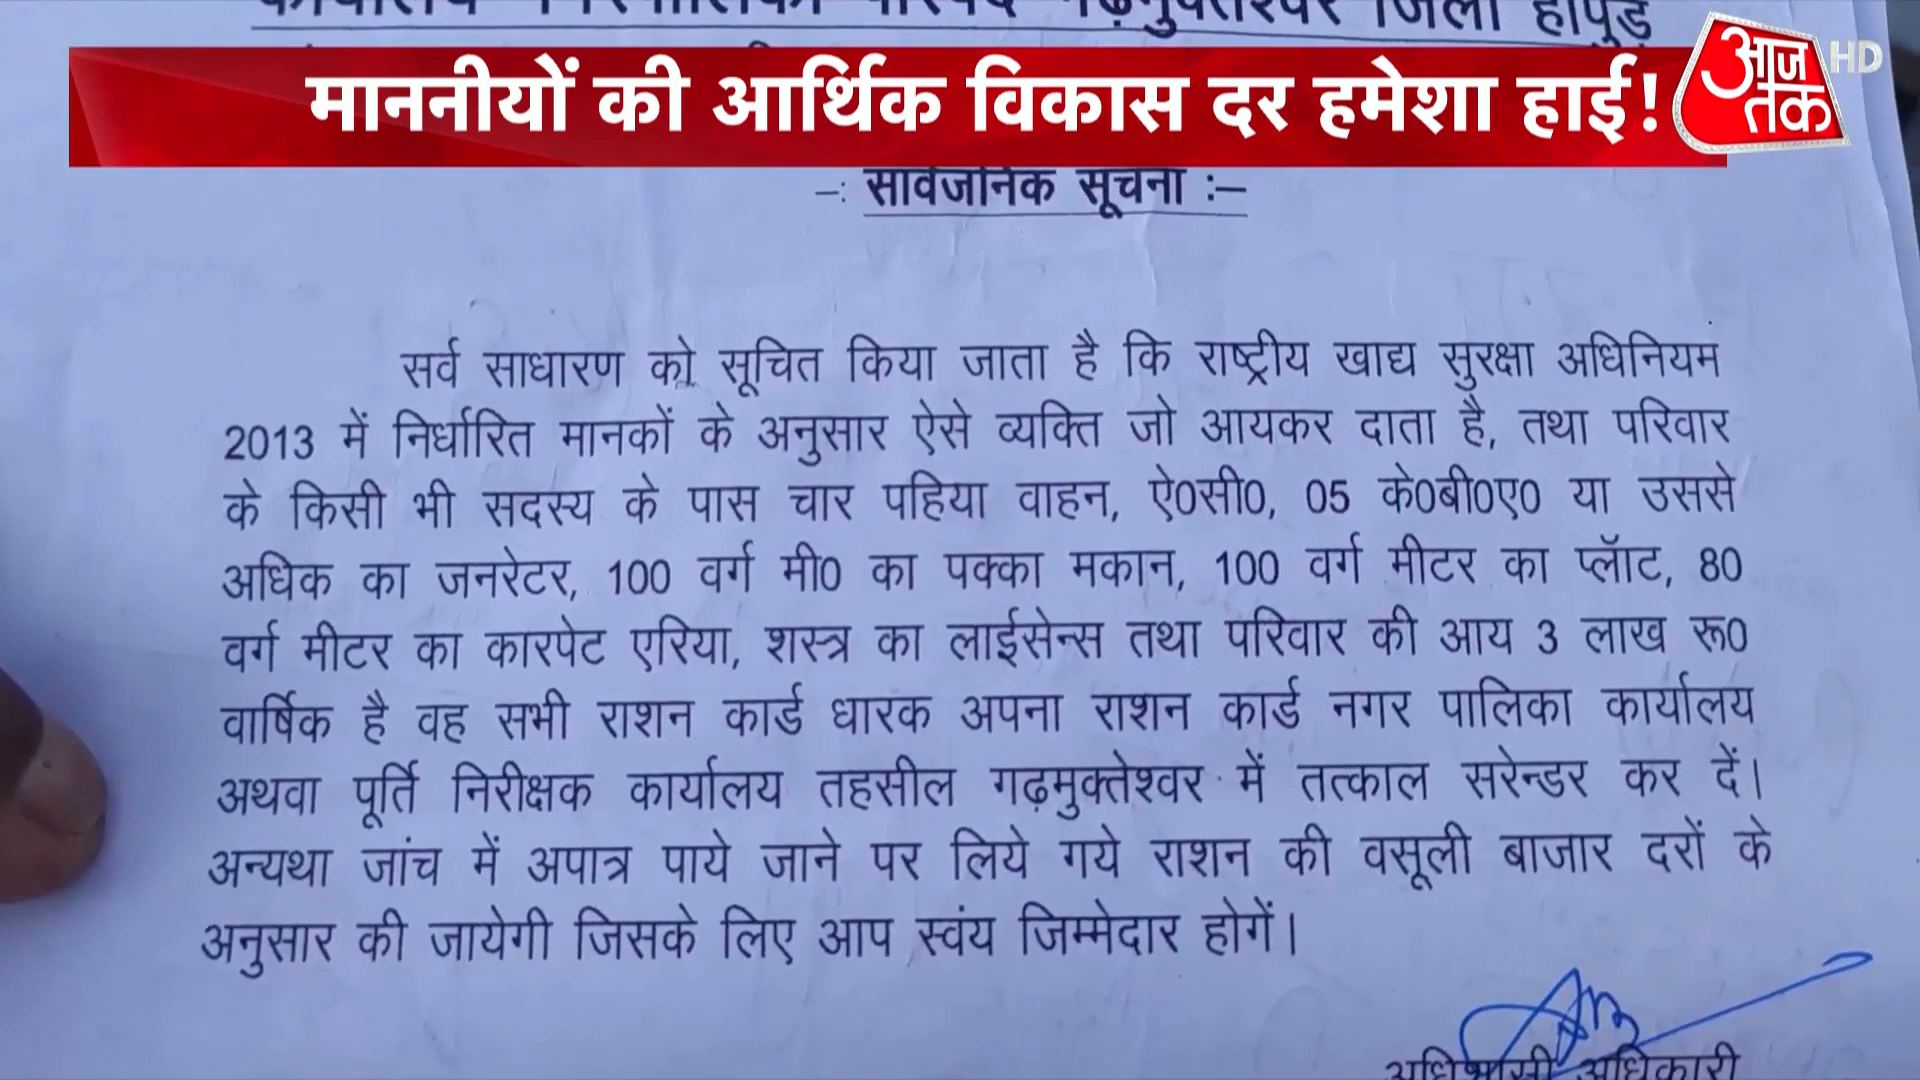 गढ़मुक्तेश्वर जिला हापुड़
माननीयों की आर्थिक विकास दर हमेशा हाई!
आज तक HD
-: सार्वजनिक सूचना :-
सर्व साधारण को सूचित किया जाता है कि राष्ट्रीय खाद्य सुरक्षा अधिनियम
2013 में निर्धारित मानकों के अनुसार ऐसे व्यक्ति जो आयकर दाता है, तथा परिवार
के किसी भी सदस्य के पास चार पहिया वाहन, ऐ0सी0, 05 के0बी0ए0 या उससे
अधिक का जनरेटर, 100 वर्ग मी0 का पक्का मकान, 100 वर्ग मीटर का प्लॅाट, 80
वर्ग मीटर का कारपेट एरिया, शस्त्र का लाईसेन्स तथा परिवार की आय 3 लाख रू0
वार्षिक है वह सभी राशन कार्ड धारक अपना राशन कार्ड नगर पालिका कार्यालय
अथवा पूर्ति निरीक्षक कार्यालय तहसील गढ़मुक्तेश्वर में तत्काल सरेन्डर कर दें।
अन्यथा जांच में अपात्र पाये जाने पर लिये गये राशन की वसूली बाजार दरों के
अनुसार की जायेगी जिसके लिए आप स्वंय जिम्मेदार होगें।
अधिशासी अधिकारी